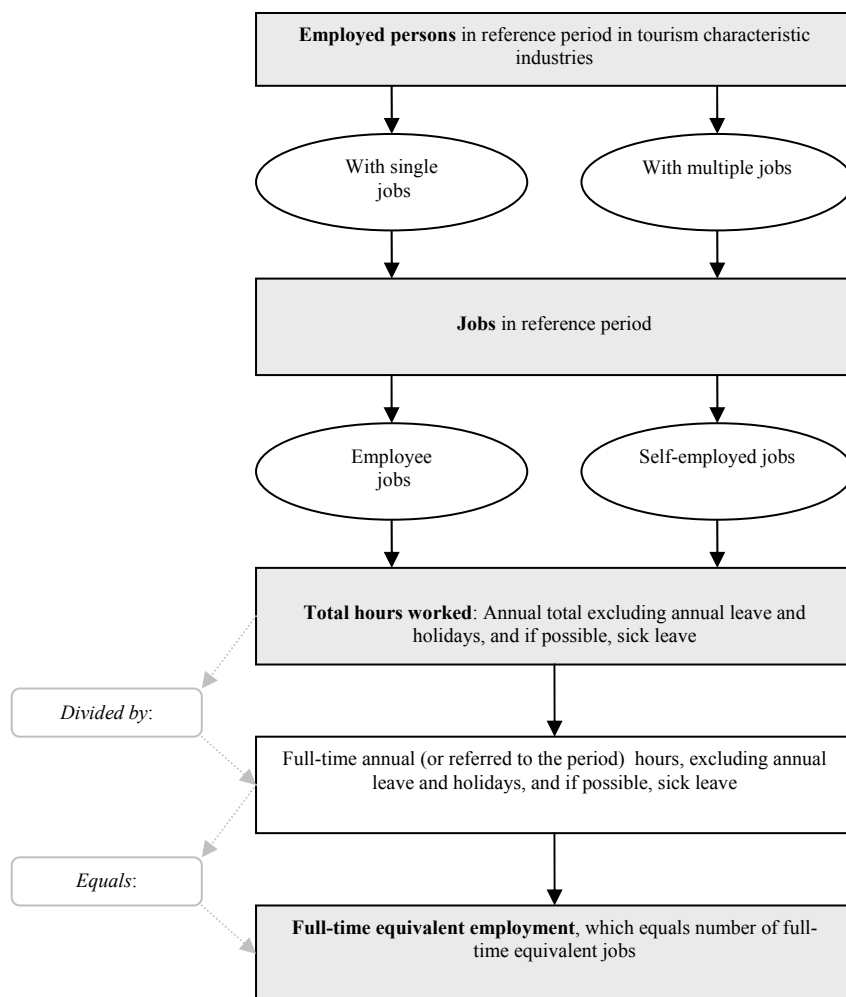 Employed persons in reference period in tourism characteristic
industries
With single
jobs
With multiple jobs
Jobs in reference period
Employee
jobs
Self-employed jobs
Total hours worked: Annual total excluding annual leave and
holidays, and if possible, sick leave
Divided by:
Full-time annual (or referred to the period) hours, excluding annual
leave and holidays, and if possible, sick leave
Equals:
Full-time equivalent employment, which equals number of full-
time equivalent jobs